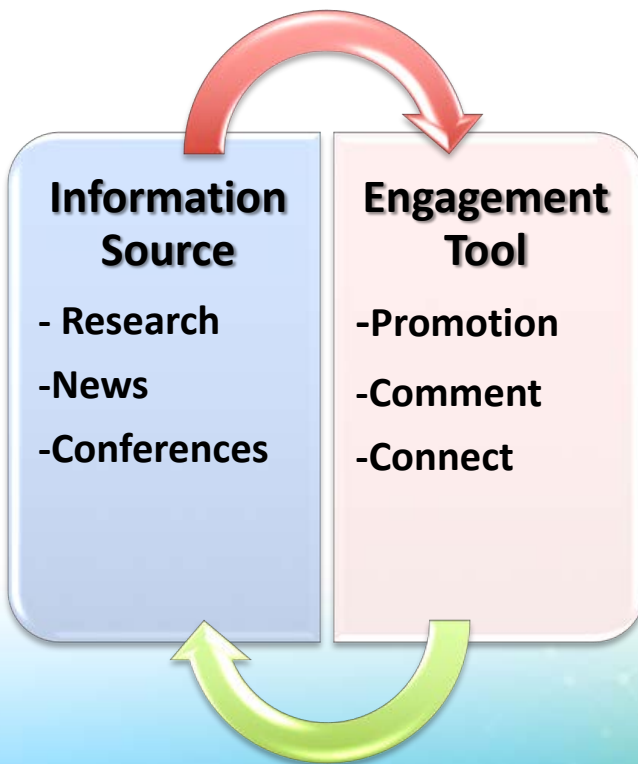 Information
Source
- Research
-News
-Conferences
Engagement
Tool
-Promotion
-Comment
-Connect